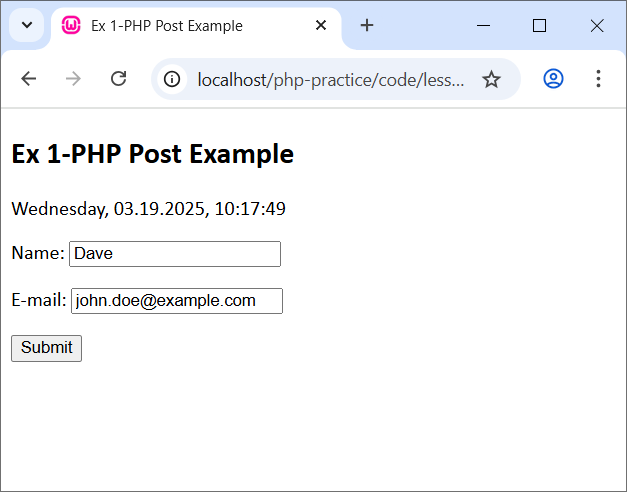 Ex 1-PHP Post Example
localhost/php-practice/code/less...
Ex 1-PHP Post Example
Wednesday, 03.19.2025, 10:17:49
Name: Dave
E-mail: john.doe@example.com
Submit